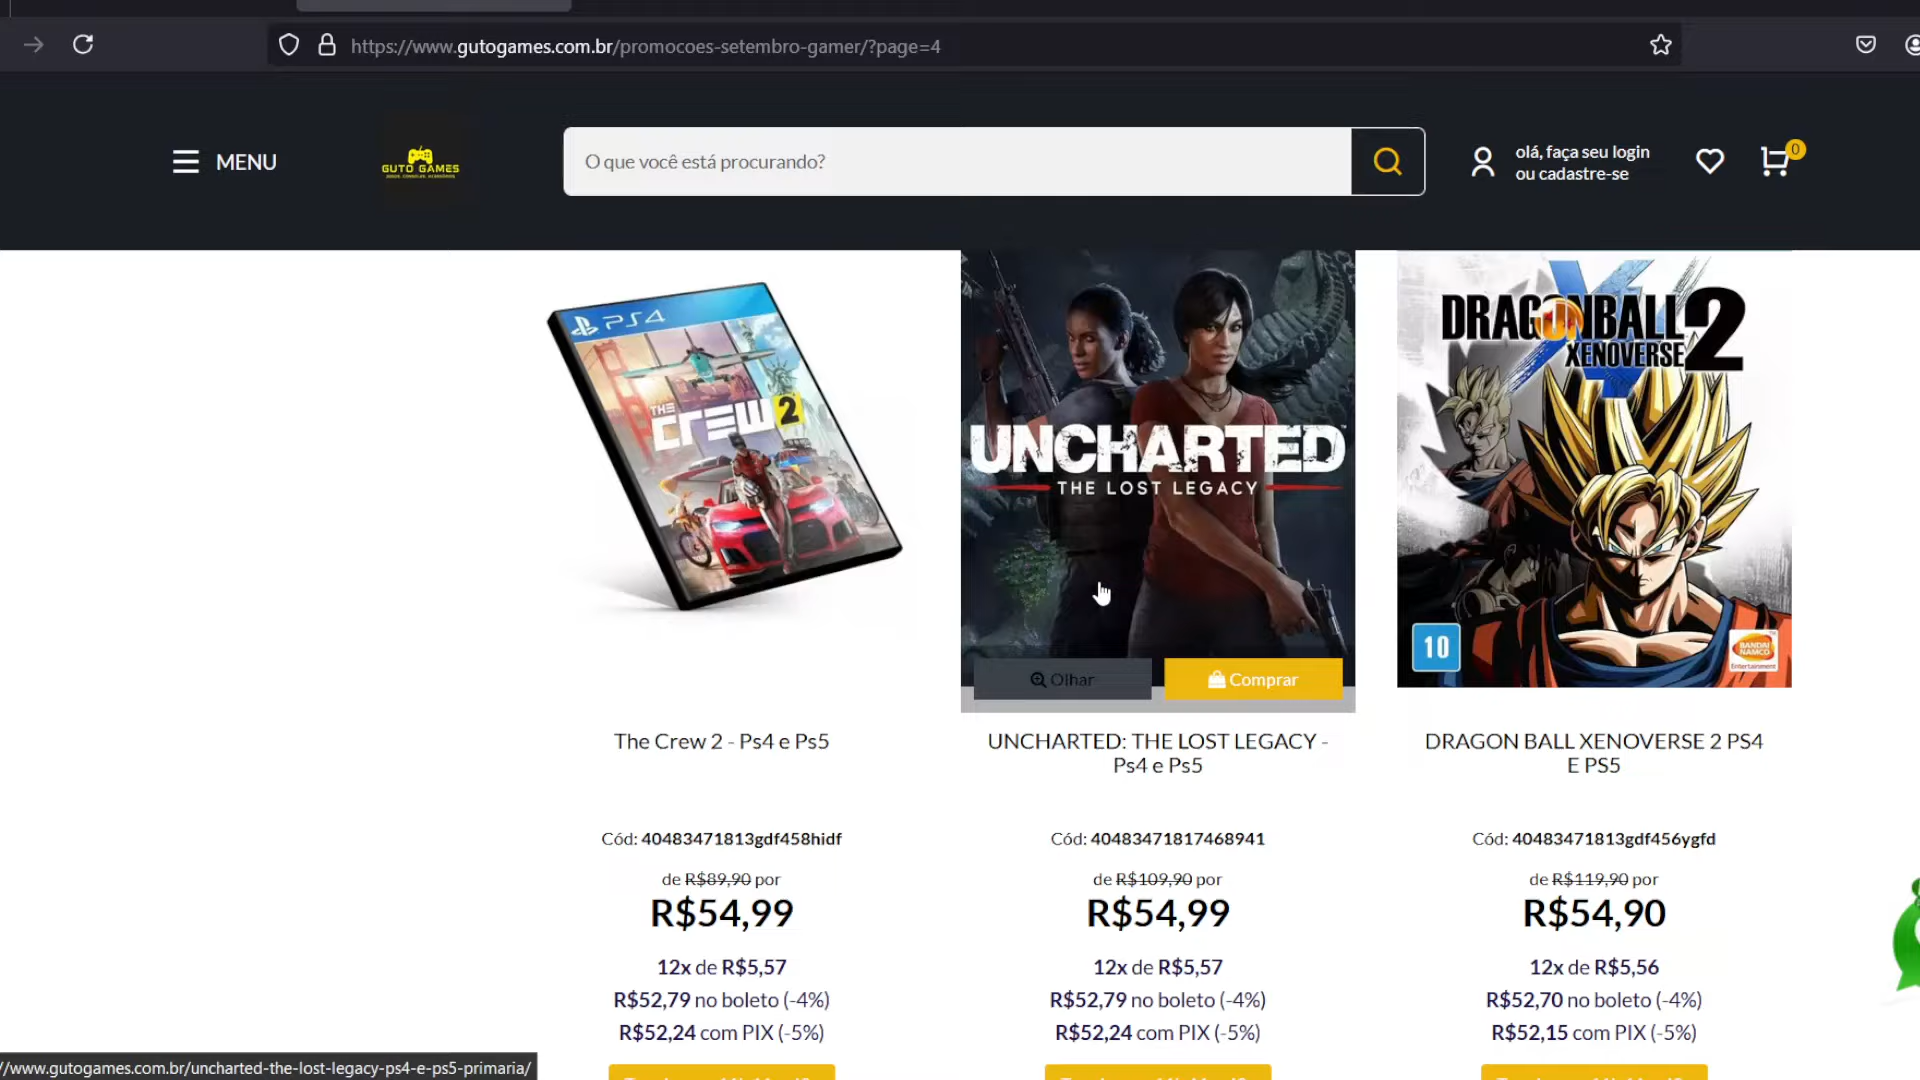 https://www.gutogames.com.br/promocoes-setembro-gamer/?page=4
MENU
GUTO GAMES
O que você está procurando?
olá, faça seu login
ou cadastre-se
0
PS4
THE
CREW 2
UNCHARTED
THE LOST LEGACY
Olhar
Comprar
DRAGONBALL
XENOVERSE 2
10
BANDAI
NAMCO
Entertainment
The Crew 2 - Ps4 e Ps5
UNCHARTED: THE LOST LEGACY -
Ps4 e Ps5
DRAGON BALL XENOVERSE 2 PS4
E PS5
Cód: 40483471813gdf458hidf
Cód: 40483471817468941
Cód: 40483471813gdf456ygfd
de R$89,90 por
de R$109,90 por
de R$119,90 por
R$54,99
R$54,99
R$54,90
12x de R$5,57
12x de R$5,57
12x de R$5,56
R$52,79 no boleto (-4%)
R$52,79 no boleto (-4%)
R$52,70 no boleto (-4%)
R$52,24 com PIX (-5%)
R$52,24 com PIX (-5%)
R$52,15 com PIX (-5%)
//www.gutogames.com.br/uncharted-the-lost-legacy-ps4-e-ps5-primaria/